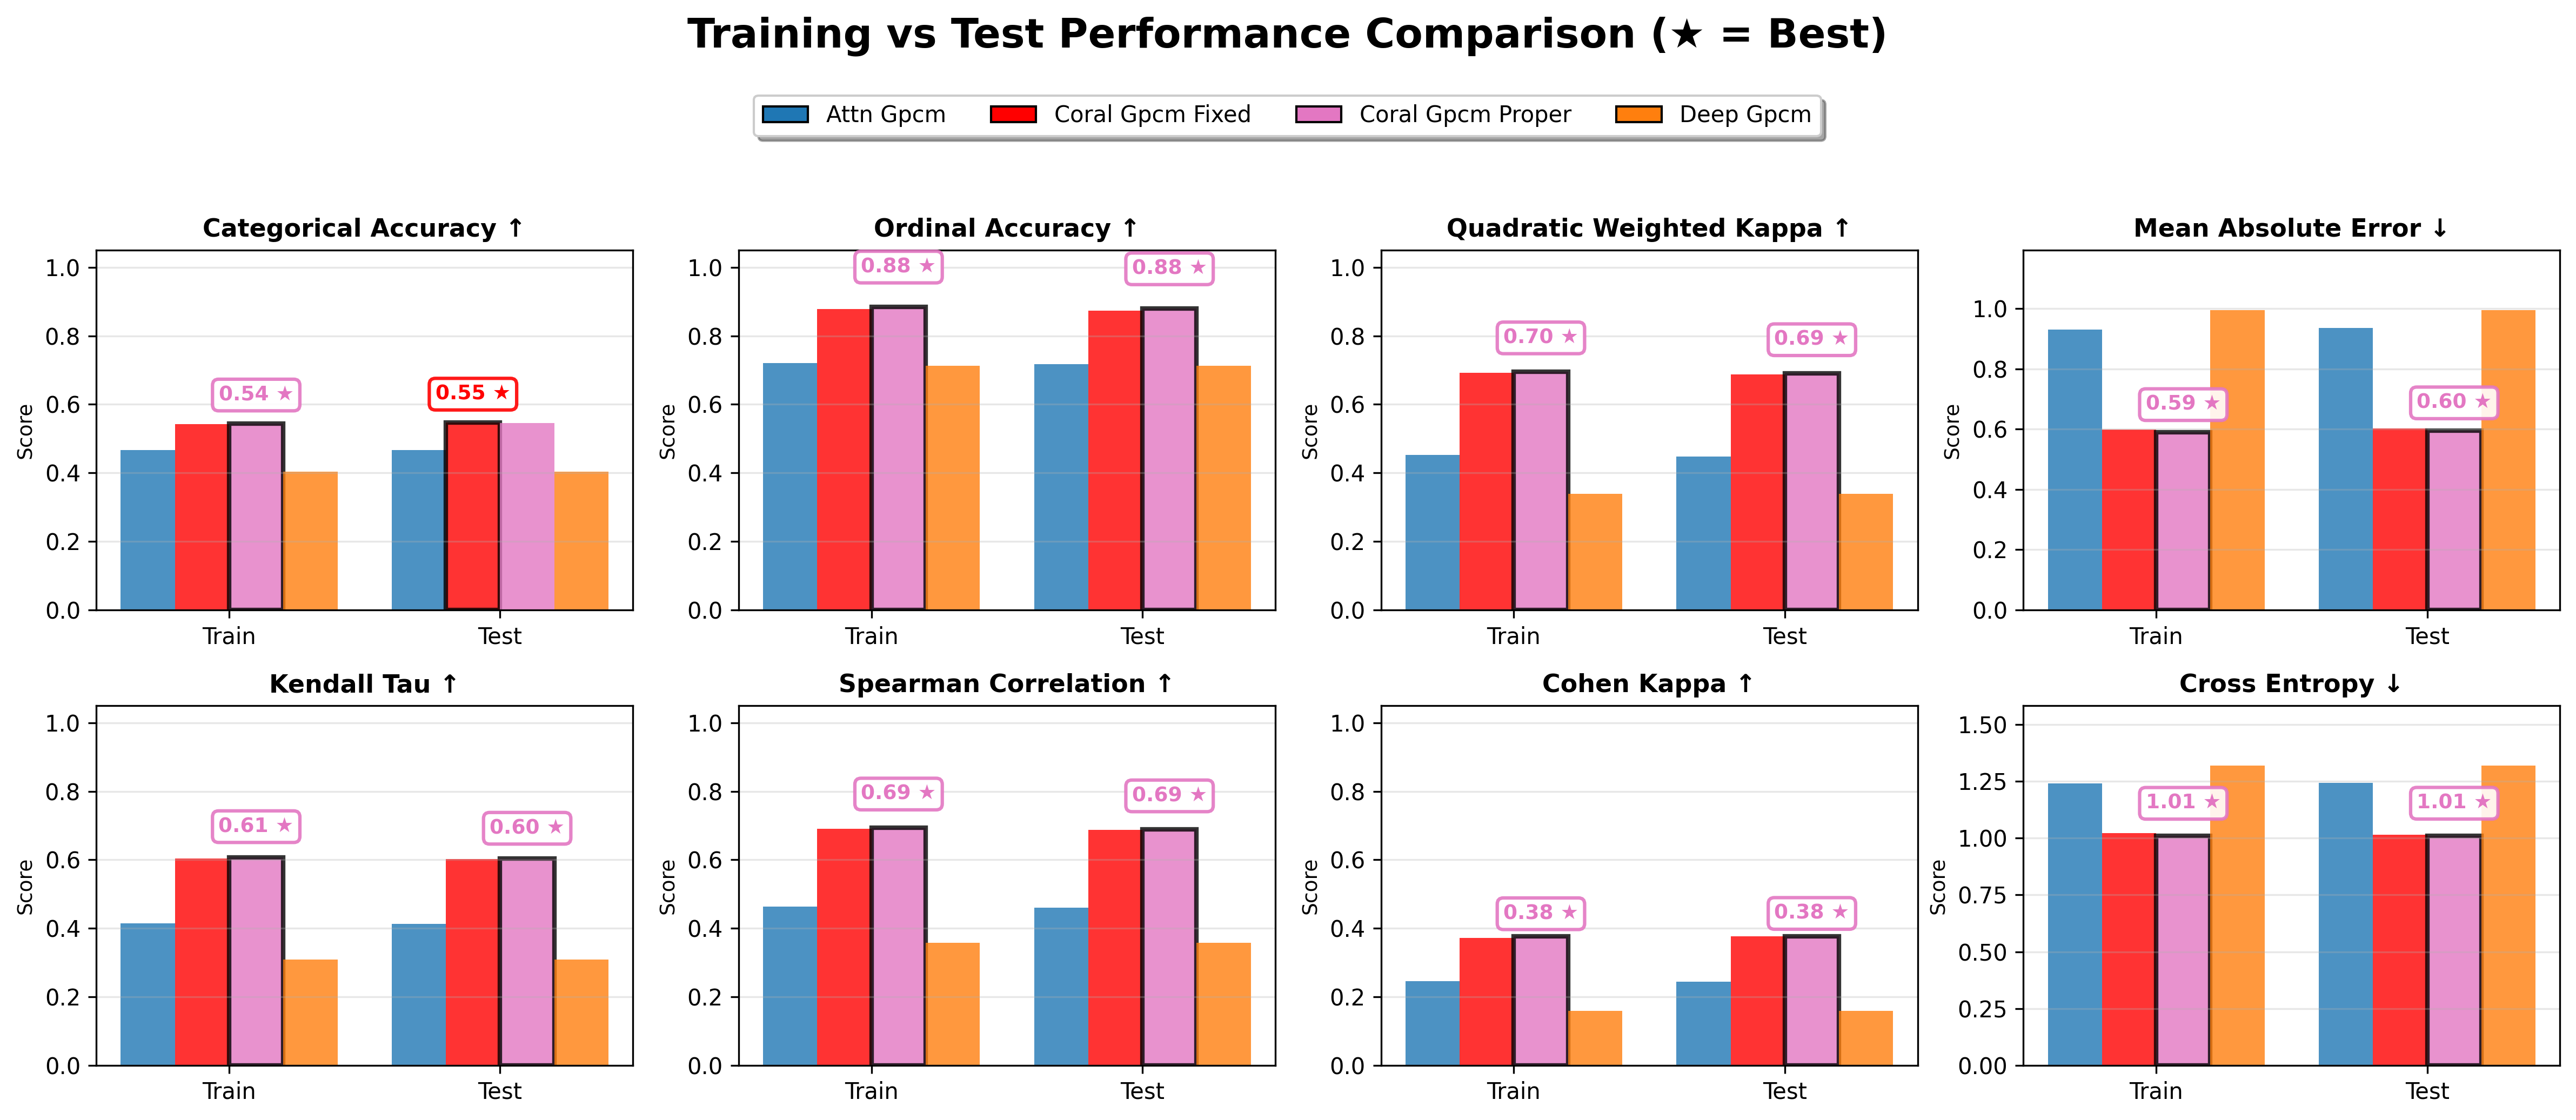 Training vs Test Performance Comparison (★ = Best)
Attn Gpcm
Coral Gpcm Fixed
Coral Gpcm Proper
Deep Gpcm
Categorical Accuracy ↑
Score
1.0
0.8
0.6
0.4
0.2
0.0
0.54 ★
0.55 ★
Train
Test
Ordinal Accuracy ↑
Score
1.0
0.8
0.6
0.4
0.2
0.0
0.88 ★
0.88 ★
Train
Test
Quadratic Weighted Kappa ↑
Score
1.0
0.8
0.6
0.4
0.2
0.0
0.70 ★
0.69 ★
Train
Test
Mean Absolute Error ↓
Score
1.0
0.8
0.6
0.4
0.2
0.0
0.59 ★
0.60 ★
Train
Test
Kendall Tau ↑
Score
1.0
0.8
0.6
0.4
0.2
0.0
0.61 ★
0.60 ★
Train
Test
Spearman Correlation ↑
Score
1.0
0.8
0.6
0.4
0.2
0.0
0.69 ★
0.69 ★
Train
Test
Cohen Kappa ↑
Score
1.0
0.8
0.6
0.4
0.2
0.0
0.38 ★
0.38 ★
Train
Test
Cross Entropy ↓
Score
1.50
1.25
1.00
0.75
0.50
0.25
0.00
1.01 ★
1.01 ★
Train
Test